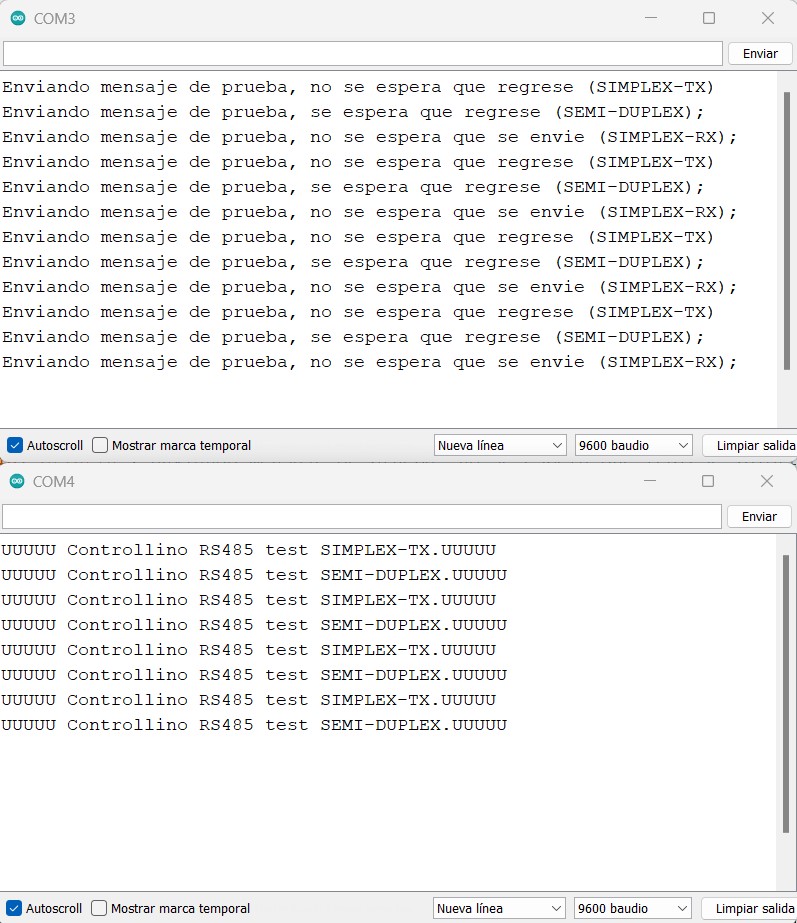 COM3
Enviar
Enviando mensaje de prueba, no se espera que regrese (SIMPLEX-TX)
Enviando mensaje de prueba, se espera que regrese (SEMI-DUPLEX);
Enviando mensaje de prueba, no se espera que se envie (SIMPLEX-RX);
Enviando mensaje de prueba, no se espera que regrese (SIMPLEX-TX)
Enviando mensaje de prueba, se espera que regrese (SEMI-DUPLEX);
Enviando mensaje de prueba, no se espera que se envie (SIMPLEX-RX);
Enviando mensaje de prueba, no se espera que regrese (SIMPLEX-TX)
Enviando mensaje de prueba, se espera que regrese (SEMI-DUPLEX);
Enviando mensaje de prueba, no se espera que se envie (SIMPLEX-RX);
Enviando mensaje de prueba, no se espera que regrese (SIMPLEX-TX)
Enviando mensaje de prueba, se espera que regrese (SEMI-DUPLEX);
Enviando mensaje de prueba, no se espera que se envie (SIMPLEX-RX);
Autoscroll Mostrar marca temporal Nueva línea 9600 baudio Limpiar salida
COM4
Enviar
UUUUU Controllino RS485 test SIMPLEX-TX.UUUUU
UUUUU Controllino RS485 test SEMI-DUPLEX.UUUUU
UUUUU Controllino RS485 test SIMPLEX-TX.UUUUU
UUUUU Controllino RS485 test SEMI-DUPLEX.UUUUU
UUUUU Controllino RS485 test SIMPLEX-TX.UUUUU
UUUUU Controllino RS485 test SEMI-DUPLEX.UUUUU
UUUUU Controllino RS485 test SIMPLEX-TX.UUUUU
UUUUU Controllino RS485 test SEMI-DUPLEX.UUUUU
Autoscroll Mostrar marca temporal Nueva línea 9600 baudio Limpiar salida